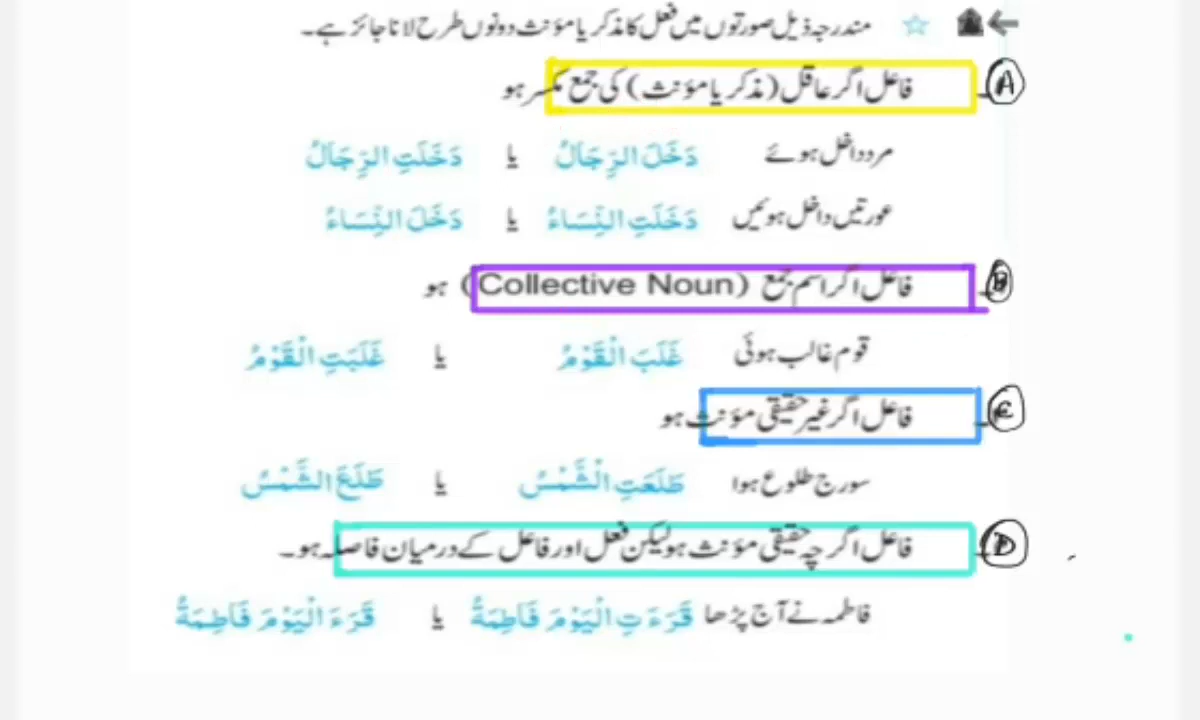 مندرجہ ذیل صورتوں میں فعل کا مذکر یا مؤنث دونوں طرح لانا جائز ہے۔
A فاعل اگر عاقل (مذکر یا مؤنث) کی جمع مکسر ہو
مرد داخل ہوئے دَخَلَ الرِّجَالُ یا دَخَلَتِ الرِّجَالُ
عورتیں داخل ہوئیں دَخَلَتِ النِّسَاءُ یا دَخَلَ النِّسَاءُ
B فاعل اگر اسم جمع (Collective Noun) ہو
قوم غالب ہوئی غَلَبَ الْقَوْمُ یا غَلَبَتِ الْقَوْمُ
C فاعل اگر غیر حقیقی مؤنث ہو
سورج طلوع ہوا طَلَعَتِ الْشَّمْسُ یا طَلَعَ الشَّمْسُ
D فاعل اگرچہ حقیقی مؤنث ہو لیکن فعل اور فاعل کے درمیان فاصلہ ہو۔
فاطمہ نے آج پڑھا قَرَءَتِ الْيَوْمَ فَاطِمَةُ یا قَرَءَ الْيَوْمَ فَاطِمَةُ